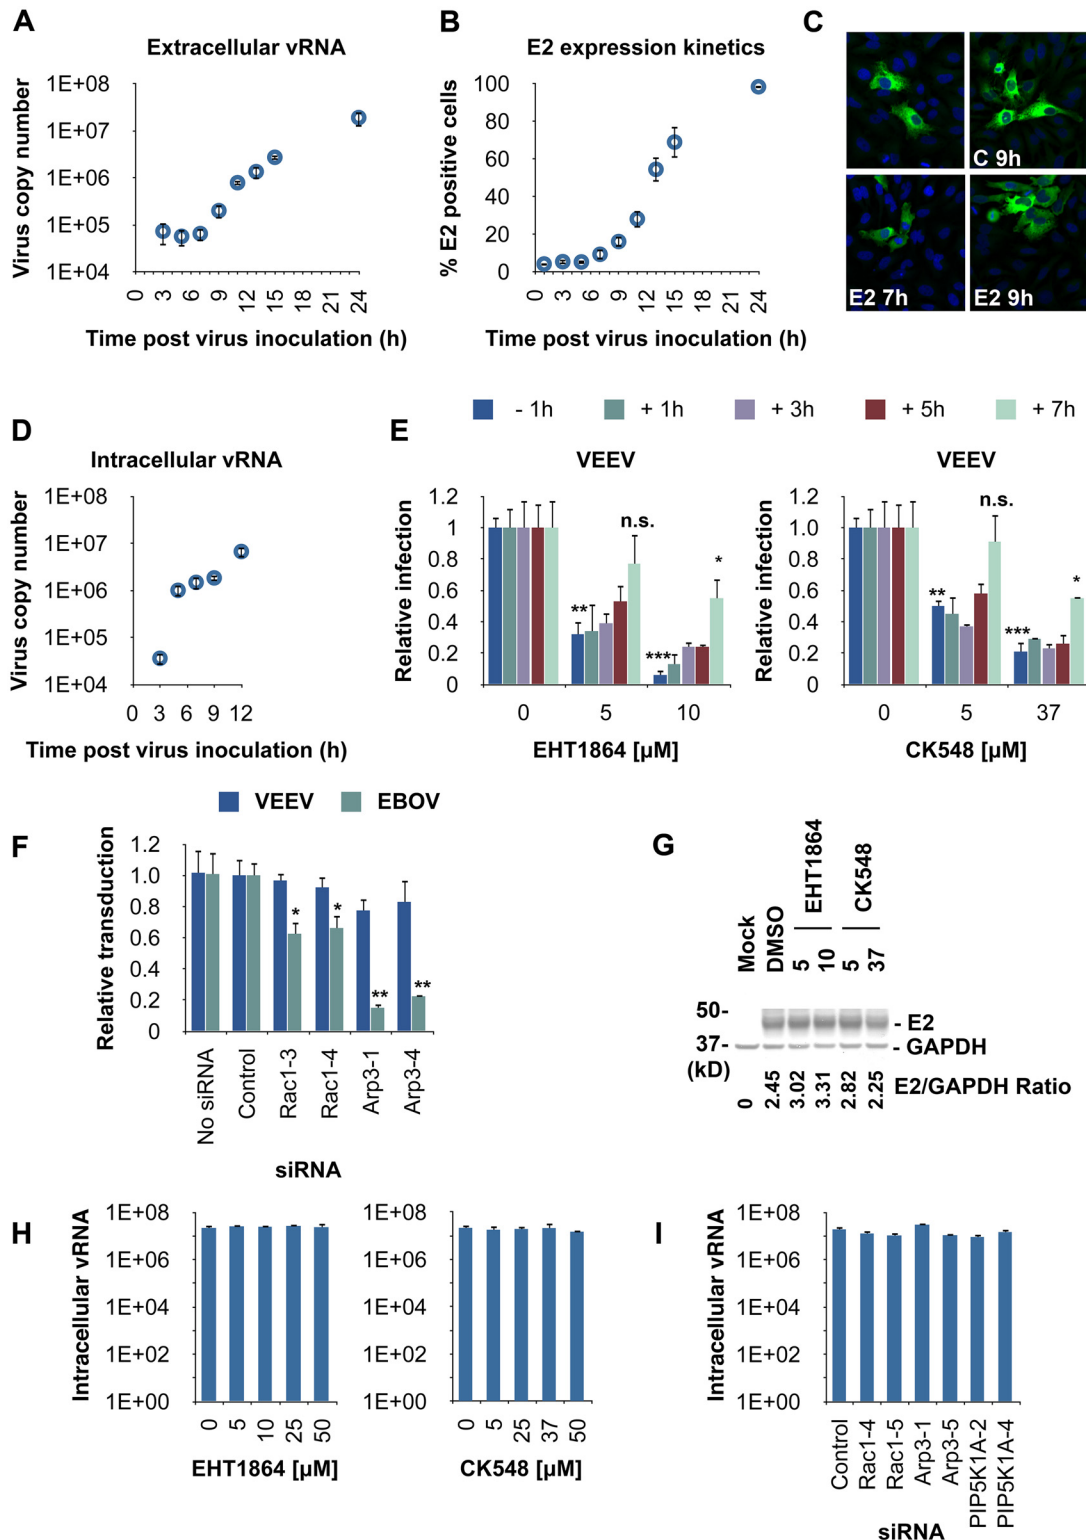 A
Extracellular vRNA
Virus copy number
1E+08
1E+07
1E+06
1E+05
1E+04
0 3 6 9 12 15 18 21 24
Time post virus inoculation (h)
B
E2 expression kinetics
% E2 positive cells
100
80
60
40
20
0
0 3 6 9 12 15 18 21 24
Time post virus inoculation (h)
C
C 9h
E2 7h
E2 9h
D
Intracellular vRNA
Virus copy number
1E+08
1E+07
1E+06
1E+05
1E+04
0 3 6 9 12
Time post virus inoculation (h)
- 1h + 1h + 3h + 5h + 7h
E
VEEV
Relative infection
1.2
1.0
0.8
0.6
0.4
0.2
0
**
n.s.
***
*
0 5 10
EHT1864 [µM]
VEEV
Relative infection
1.2
1.0
0.8
0.6
0.4
0.2
0
**
n.s.
***
*
0 5 37
CK548 [µM]
VEEV EBOV
F
Relative transduction
1.2
1.0
0.8
0.6
0.4
0.2
0
* * ** **
No siRNA
Control
Rac1-3
Rac1-4
Arp3-1
Arp3-4
siRNA
G
EHT1864
CK548
Mock DMSO 5 10 5 37
50-
37-
(kD)
- E2
- GAPDH
0 2.45 3.02 3.31 2.82 2.25 E2/GAPDH Ratio
H
Intracellular vRNA
1E+08
1E+06
1E+04
1E+02
1E+00
0 5 10 25 50
EHT1864 [µM]
1E+08
1E+06
1E+04
1E+02
1E+00
0 5 25 37 50
CK548 [µM]
I
Intracellular vRNA
1E+08
1E+06
1E+04
1E+02
1E+00
Control
Rac1-4
Rac1-5
Arp3-1
Arp3-5
PIP5K1A-2
PIP5K1A-4
siRNA